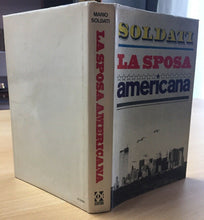 MARIO
SOLDATI
LA SPOSA AMERICANA
SOLDATI
LA SPOSA
americana